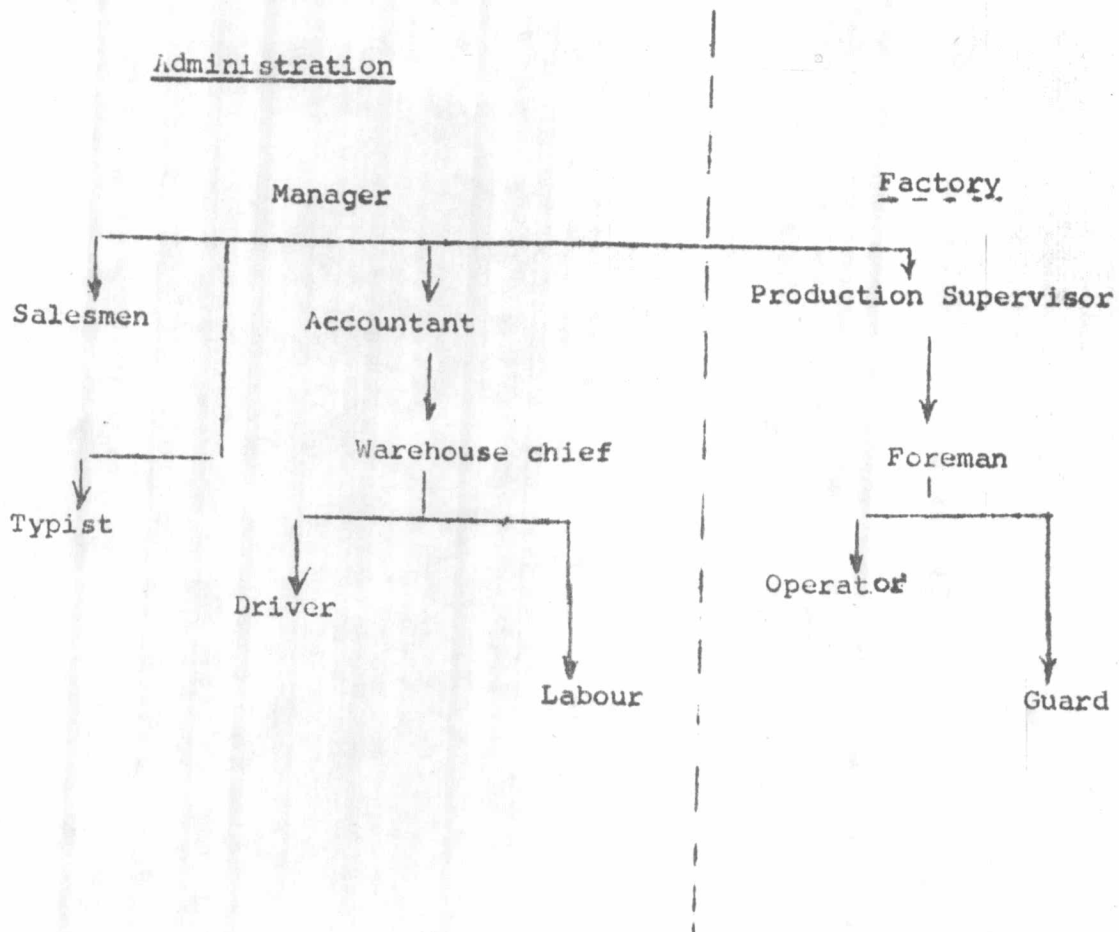 Administration
Manager
Factory
Salesmen
Accountant
Production Supervisor
Warehouse chief
Foreman
Typist
Driver
Operator
Labour
Guard